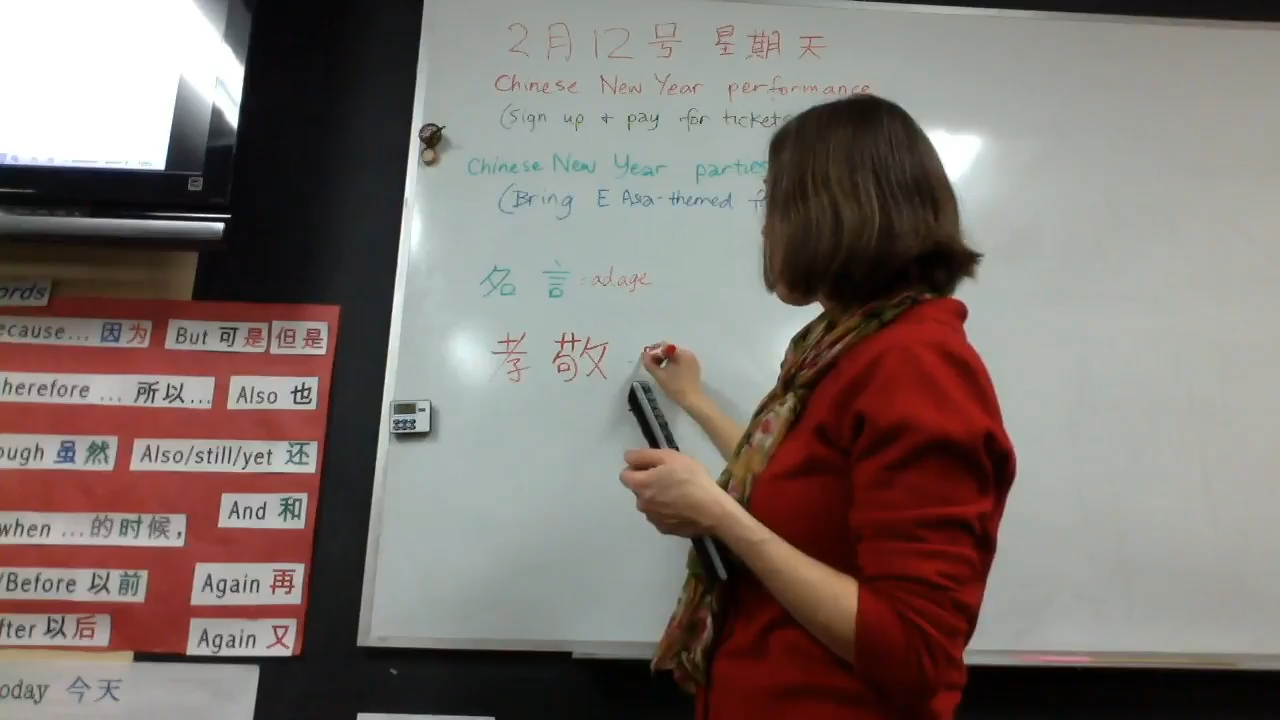 2月12号 星期天
Chinese New Year performance
(Sign up + pay for tickets
Chinese New Year parties
(Bring E Asa-themed
名言:adage
孝敬
ords
ecause... 因为
But 可是 但是
herefore ... 所以...
Also 也
ough 虽然
Also/still/yet 还
And 和
when ...的时候,
/Before 以前
Again 再
fter 以后
Again 又
oday 今天